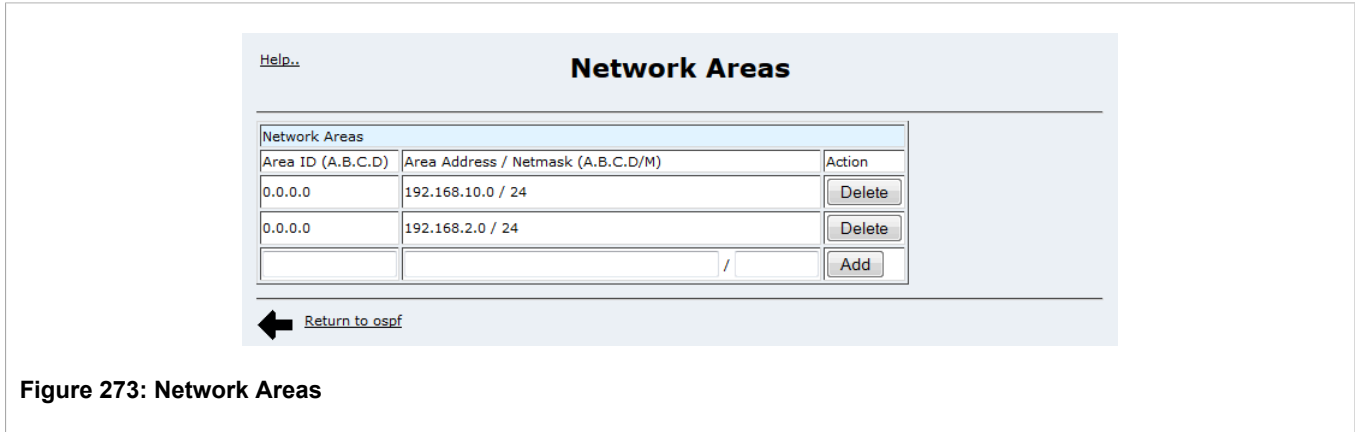 Help..
Network Areas
Network Areas
Area ID (A.B.C.D) Area Address / Netmask (A.B.C.D/M) Action
0.0.0.0 192.168.10.0 / 24 Delete
0.0.0.0 192.168.2.0 / 24 Delete
/ Add
Return to ospf
Figure 273: Network Areas